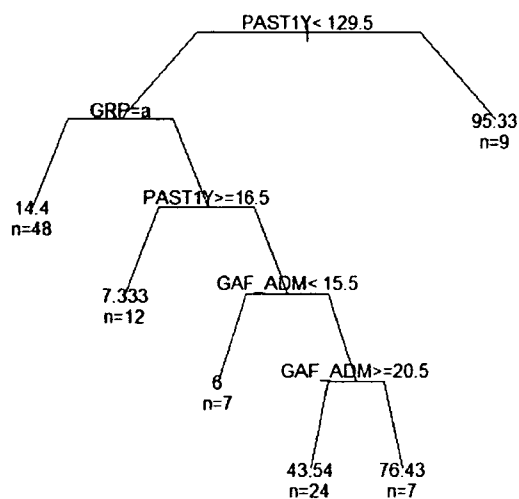 PAST1Y< 129.5
GRP=a
95.33
n=9
PAST1Y>=16.5
14.4
n=48
GAF_ADM< 15.5
7.333
n=12
GAF_ADM>=20.5
6
n=7
43.54
n=24
76.43
n=7